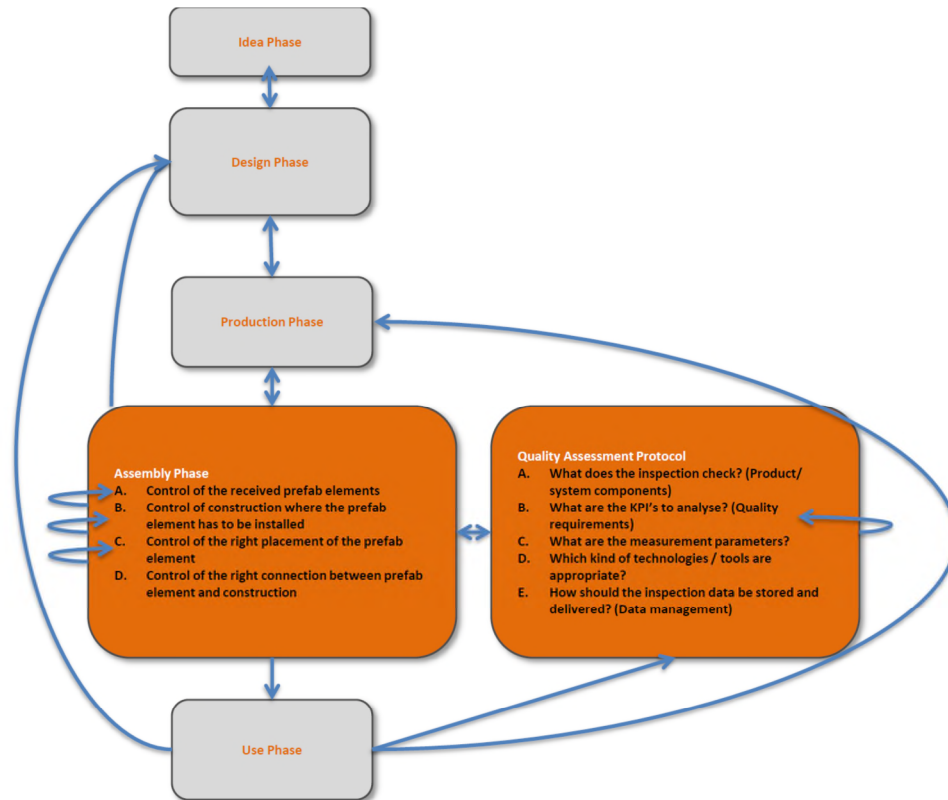 Idea Phase
Design Phase
Production Phase
Assembly Phase
A. Control of the received prefab elements
B. Control of construction where the prefab
element has to be installed
C. Control of the right placement of the prefab
element
D. Control of the right connection between prefab
element and construction
Quality Assessment Protocol
A. What does the inspection check? (Product/
system components)
B. What are the KPI's to analyse? (Quality
requirements)
C. What are the measurement parameters?
D. Which kind of technologies / tools are
appropriate?
E. How should the inspection data be stored and
delivered? (Data management)
Use Phase